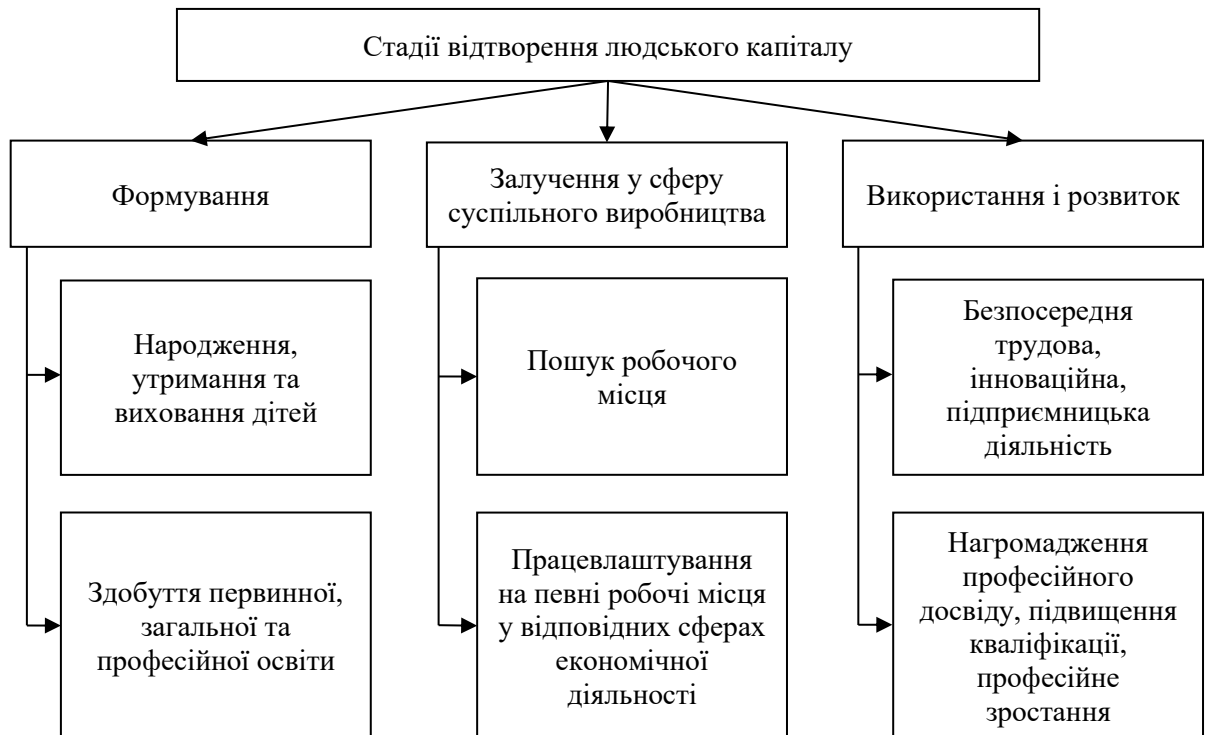 Стадії відтворення людського капіталу
Формування
Залучення у сферу
суспільного виробництва
Використання і розвиток
Народження,
утримання та
виховання дітей
Пошук робочого
місця
Безпосередня
трудова,
інноваційна,
підприємницька
діяльність
Здобуття первинної,
загальної та
професійної освіти
Працевлаштування
на певні робочі місця
у відповідних сферах
економічної
діяльності
Нагромадження
професійного
досвіду, підвищення
кваліфікації,
професійне
зростання